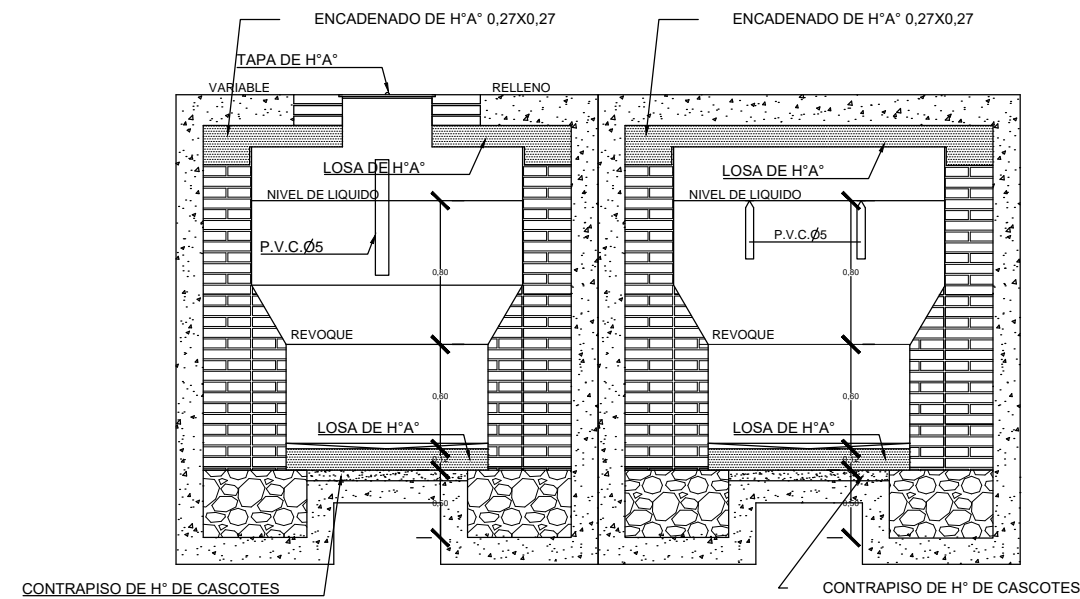 ENCADENADO DE H°A° 0,27X0,27
ENCADENADO DE H°A° 0,27X0,27
TAPA DE H°A°
VARIABLE
RELLENO
LOSA DE H°A°
LOSA DE H°A°
NIVEL DE LIQUIDO
NIVEL DE LIQUIDO
P.V.C.Ø5
P.V.C.Ø5
0,80
0,80
REVOQUE
REVOQUE
0,60
0,60
LOSA DE H°A°
LOSA DE H°A°
CONTRAPISO DE H° DE CASCOTES
CONTRAPISO DE H° DE CASCOTES